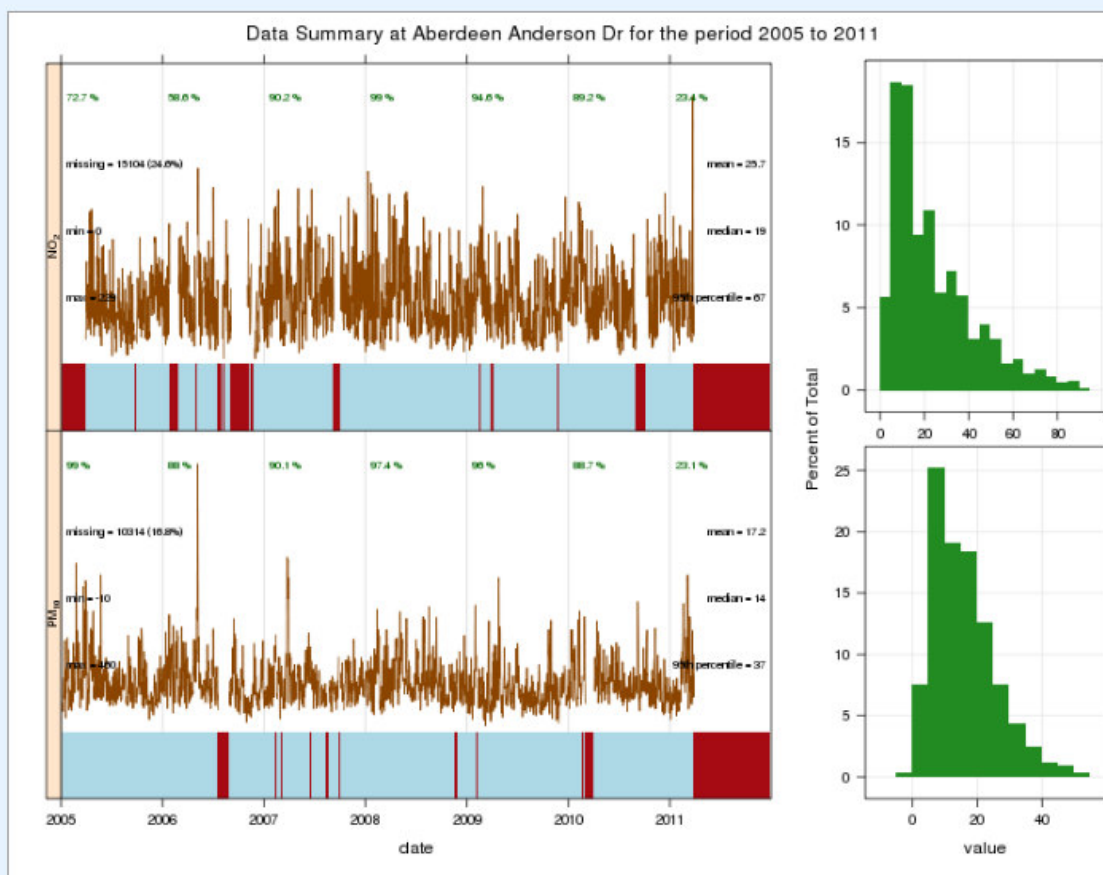 Data Summary at Aberdeen Anderson Dr for the period 2005 to 2011
72.7 % 58.6 % 90.2 % 99 % 94.6 % 89.2 % 23.4 %
missing = 15104 (24.6%) mean = 25.7
min = 0 median = 19
95th percentile = 67
NO2
99 % 88 % 90.1 % 97.4 % 96 % 88.7 % 23.1 %
missing = 10314 (16.8%) mean = 17.2
min = -10 median = 14
max = 460 95th percentile = 37
PM10
2005 2006 2007 2008 2009 2010 2011
date
15
10
5
0
0 20 40 60 80
Percent of Total
25
20
15
10
5
0
0 20 40
value